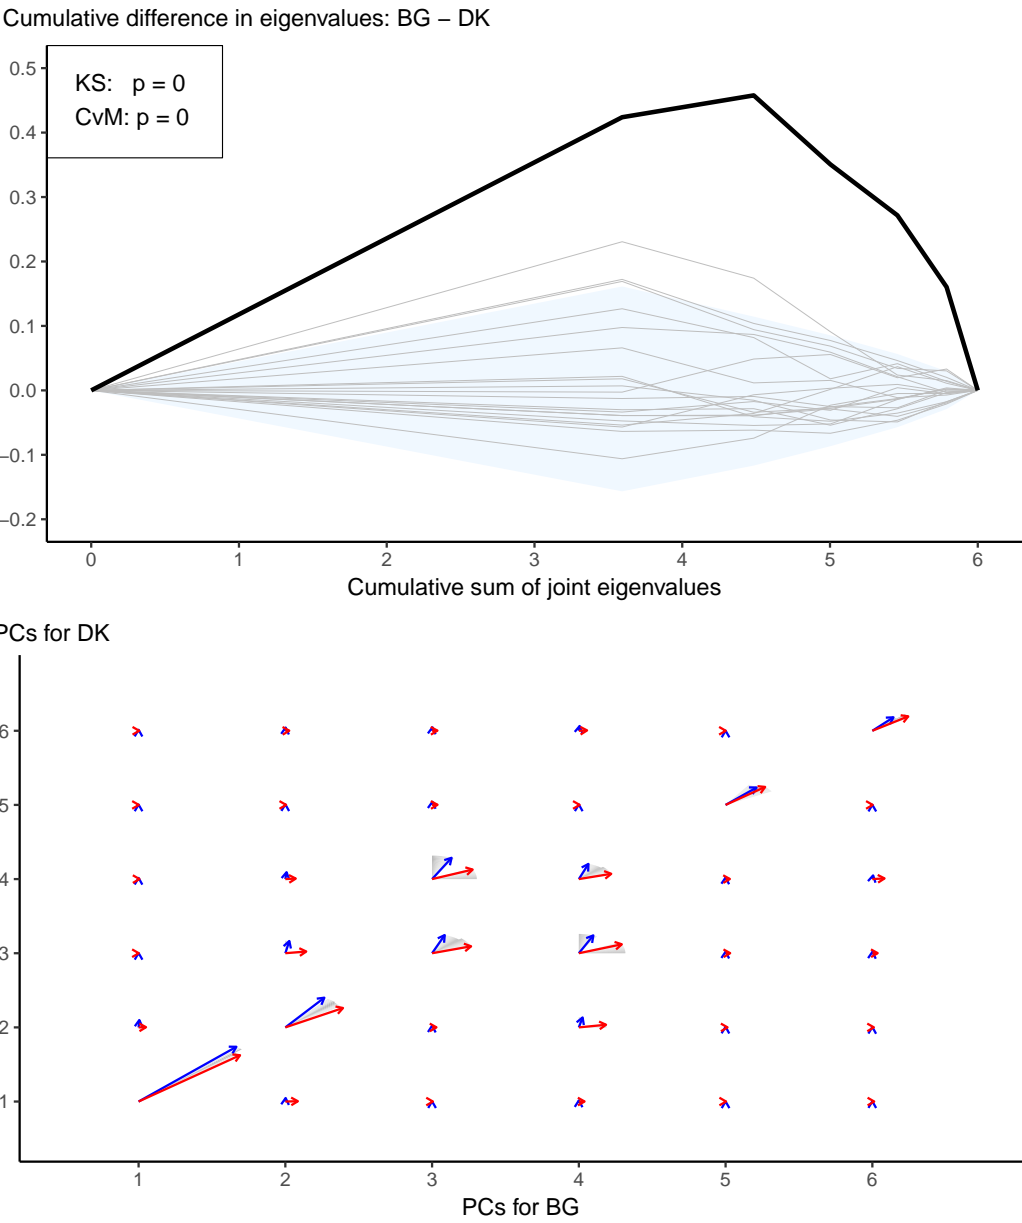 Cumulative difference in eigenvalues: BG − DK
KS: p = 0
CvM: p = 0
0.5
0.4
0.3
0.2
0.1
0.0
−0.1
−0.2
0 1 2 3 4 5 6
Cumulative sum of joint eigenvalues
PCs for DK
6
5
4
3
2
1
1 2 3 4 5 6
PCs for BG